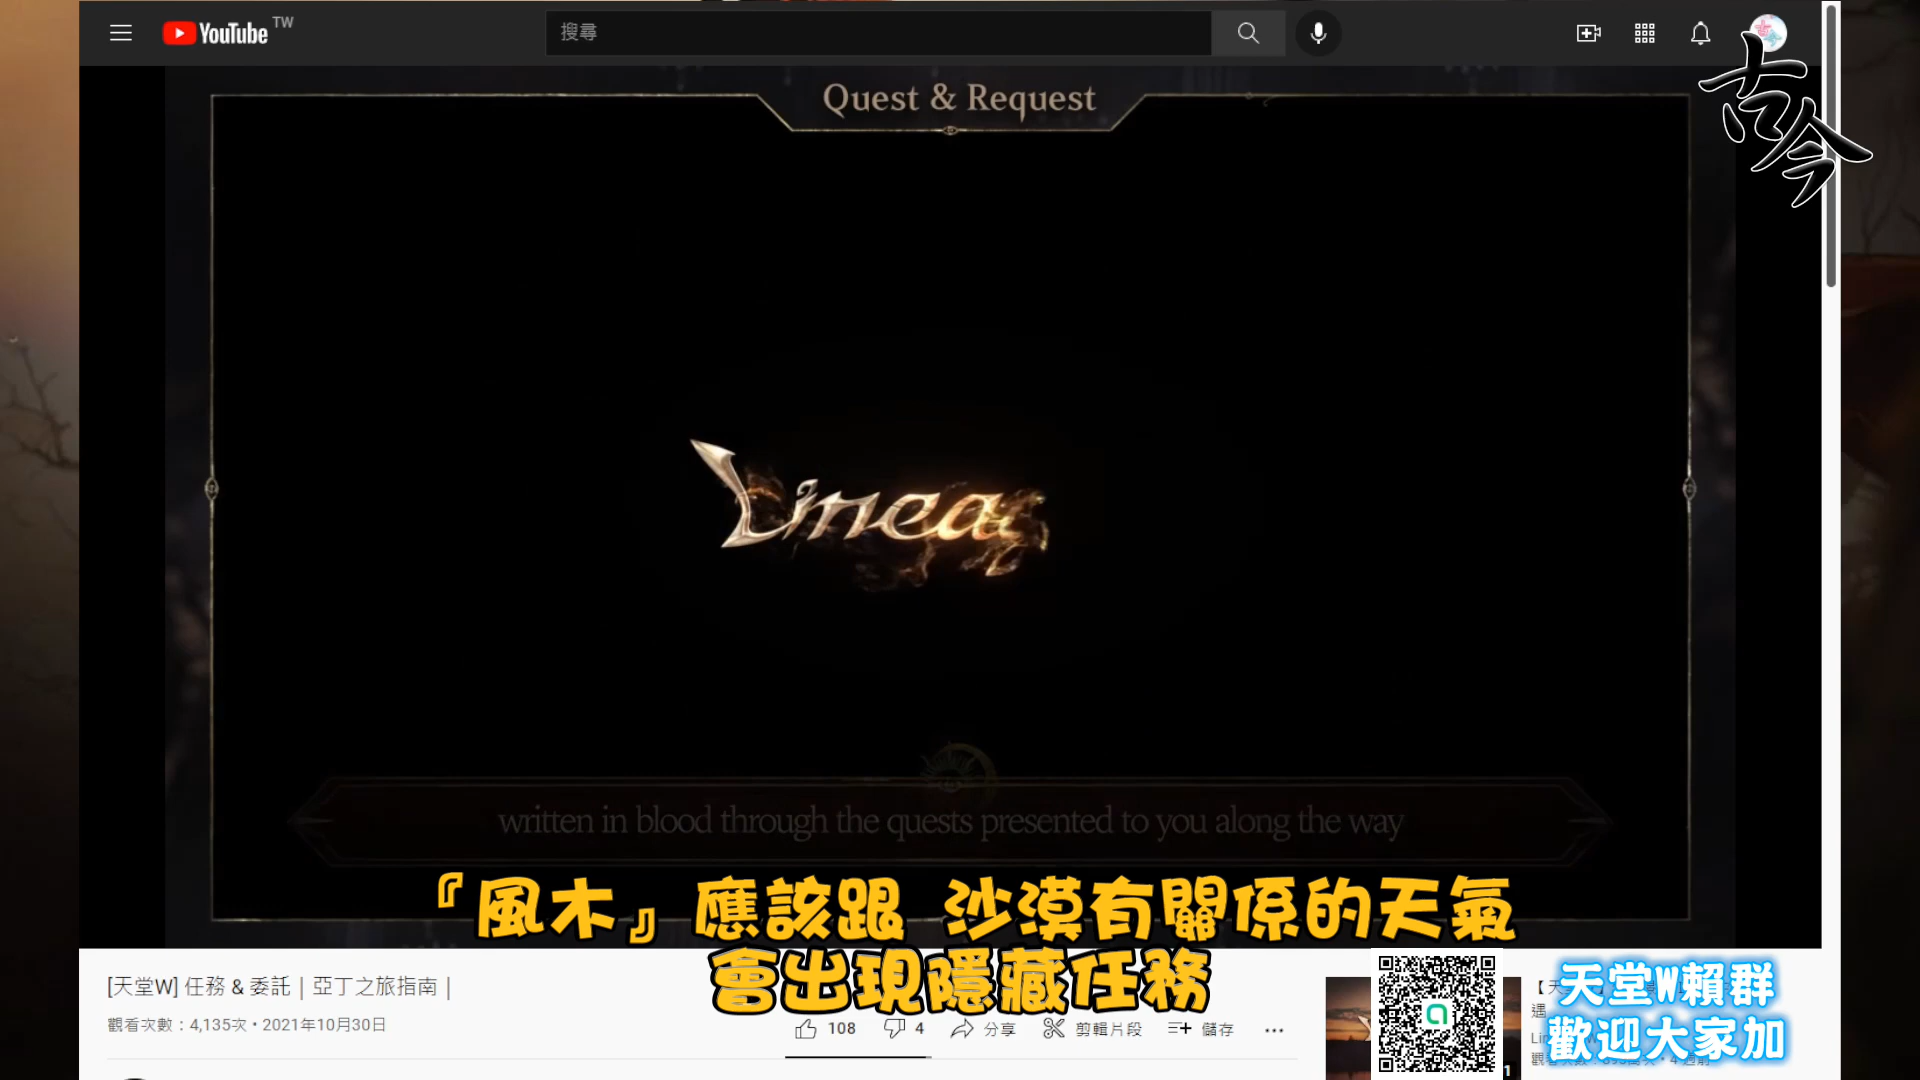 YouTube TW
搜尋
古今
Quest & Request
Linea
written in blood through the quests presented to you along the way
『風木』應該跟 沙漠有關係的天氣
會出現隱藏任務
[天堂W] 任務 & 委託｜亞丁之旅指南｜
觀看次數：4,135次・2021年10月30日
108
4
分享
剪輯片段
儲存
天堂W賴群
歡迎大家加